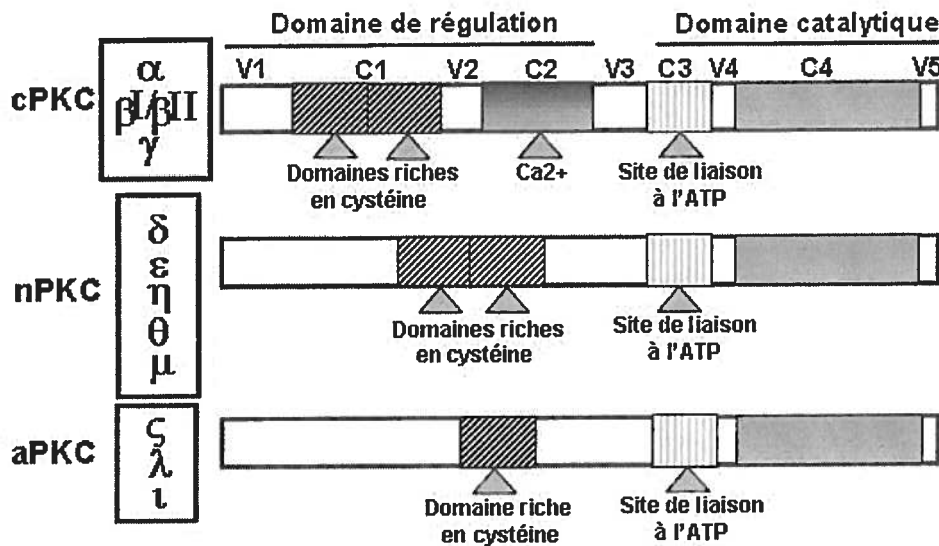 Domaine de régulation Domaine catalytique
V1 C1 V2 C2 V3 C3 V4 C4 V5
cPKC
α
βI/βII
γ
Domaines riches
en cystéine
Ca2+
Site de liaison
à l'ATP
nPKC
δ
ε
η
θ
μ
Domaines riches
en cystéine
Site de liaison
à l'ATP
aPKC
ς
λ
ι
Domaine riche
en cystéine
Site de liaison
à l'ATP